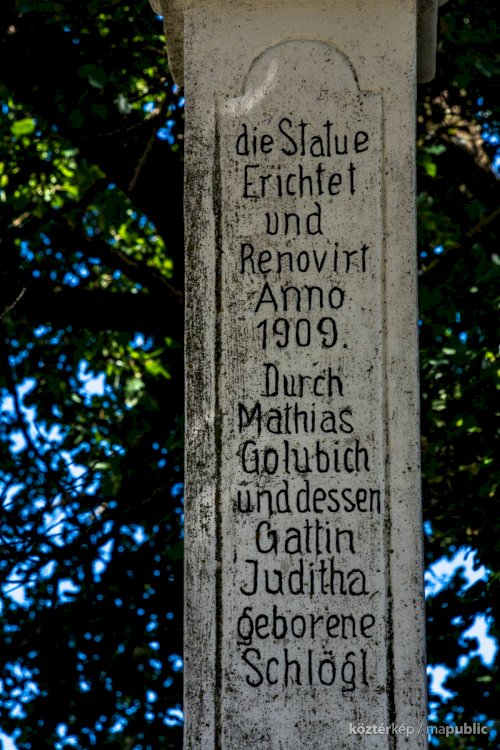 die Statue
Erichtet
und
Renovirt
Anno
1909.
Durch
Mathias
Golubich
und dessen
Gattin
Juditha
geborene
Schlögl
köztérkép / mapublic